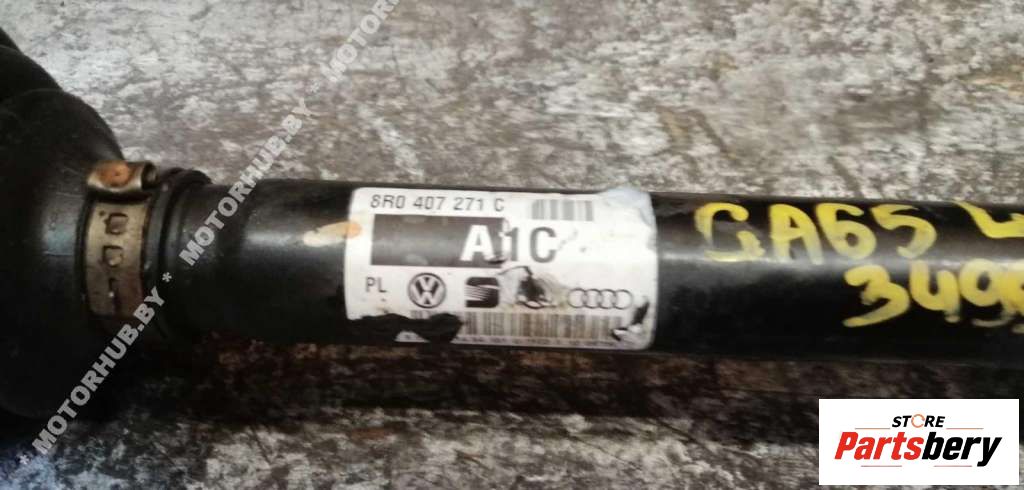 MOTORHUB.BY * MOTORHUB.BY * MOTORHUB.BY
8R0 407 271 C
A1C
PL
GA65
349
STORE
Partsbery